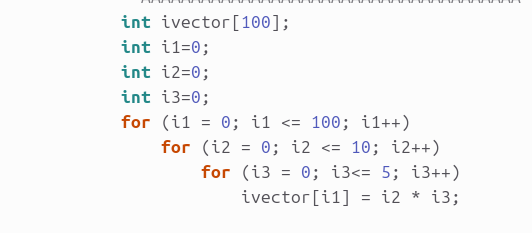 int ivector[100];
int i1=0;
int i2=0;
int i3=0;
for (i1 = 0; i1 <= 100; i1++)
for (i2 = 0; i2 <= 10; i2++)
for (i3 = 0; i3<= 5; i3++)
ivector[i1] = i2 * i3;